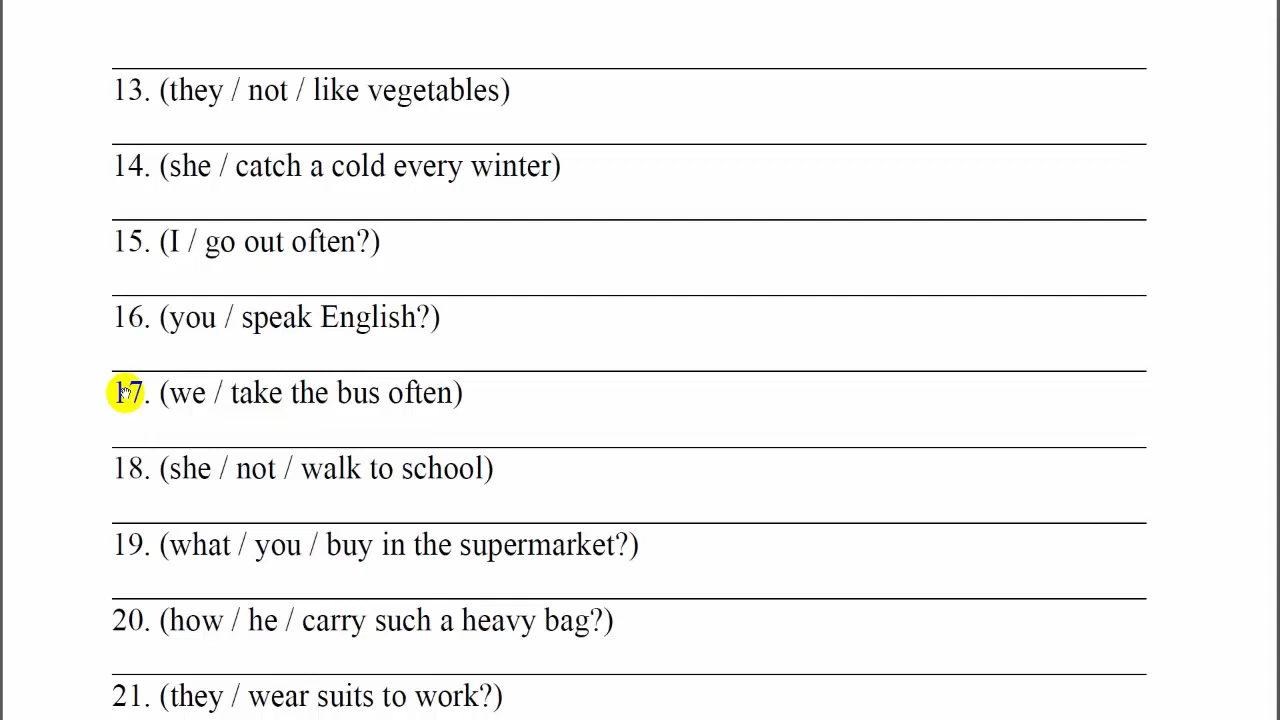 13. (they / not / like vegetables)
14. (she / catch a cold every winter)
15. (I / go out often?)
16. (you / speak English?)
17. (we / take the bus often)
18. (she / not / walk to school)
19. (what / you / buy in the supermarket?)
20. (how / he / carry such a heavy bag?)
21. (they / wear suits to work?)